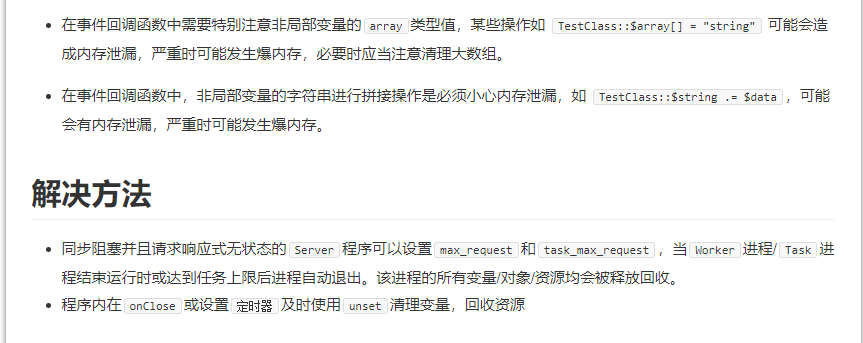 在事件回调函数中需要特别注意非局部变量的 array 类型值，某些操作如 TestClass::$array[] = "string" 可能会造
成内存泄漏，严重时可能发生爆内存，必要时应当注意清理大数组。
在事件回调函数中，非局部变量的字符串进行拼接操作是必须小心内存泄漏，如 TestClass::$string .= $data ，可能
会有内存泄漏，严重时可能发生爆内存。
解决方法
同步阻塞并且请求响应式无状态的 Server 程序可以设置 max_request 和 task_max_request ，当 Worker 进程/ Task 进
程结束运行时或达到任务上限后进程自动退出。该进程的所有变量/对象/资源均会被释放回收。
程序内在 onClose 或设置 定时器 及时使用 unset 清理变量，回收资源